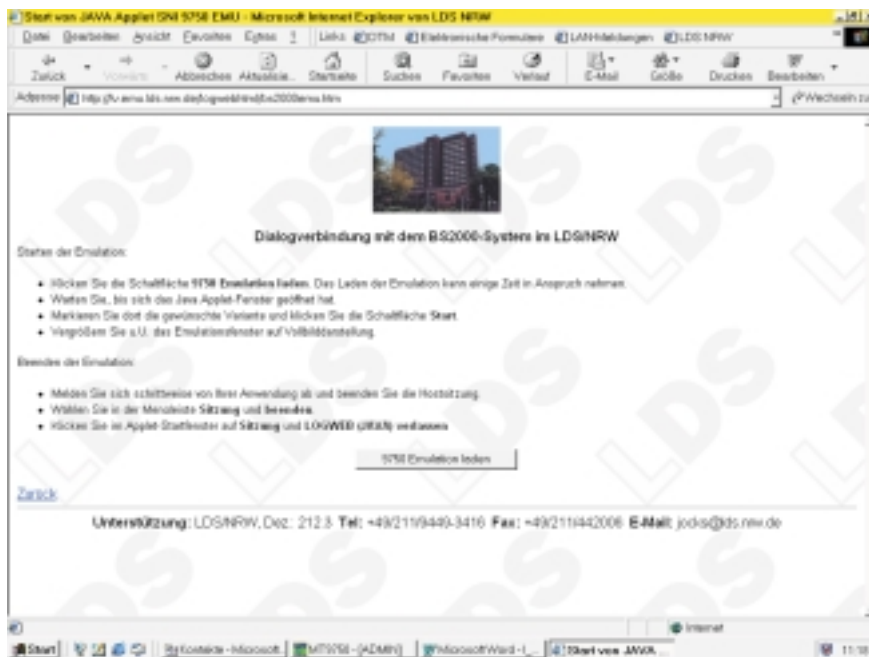 Start von JAVA Applet SNI 9750 EMU - Microsoft Internet Explorer von LDS NRW
Datei Bearbeiten Ansicht Favoriten Extras ? Links Elektronische Formulare LAN-Meldungen LDS NRW
Zurück Vorwärts Abbrechen Aktualisie... Startseite Suchen Favoriten Verlauf E-Mail Größe Drucken Bearbeiten
Adresse Wechseln zu
Dialogverbindung mit dem BS2000-System im LDS/NRW
Starten der Emulation:
Klicken Sie die Schaltfläche 9750 Emulation laden. Das Laden der Emulation kann einige Zeit in Anspruch nehmen.
Warten Sie, bis sich das Java Applet-Fenster geöffnet hat.
Markieren Sie dort die gewünschte Variante und klicken Sie die Schaltfläche Start.
Vergrößern Sie u.U. das Emulationsfenster auf Vollbilddarstellung.
Beenden der Emulation:
Melden Sie sich schrittweise von Ihrer Anwendung ab und beenden Sie die Hostsitzung.
Wählen Sie in der Menüleiste Sitzung und beenden.
Klicken Sie im Applet-Startfenster auf Sitzung und LOGWEB (JAVA) verlassen
9750 Emulation laden
Zurück
Unterstützung: LDS/NRW, Dez.: 212.3 Tel: +49/211/9449-3416 Fax: +49/211/442006 E-Mail: @lds.nrw.de
Internet
Start Kontakte - Microsoft... MT9750 - [ADMIN] Microsoft Word - Start von JAVA ... 11:18
LDS